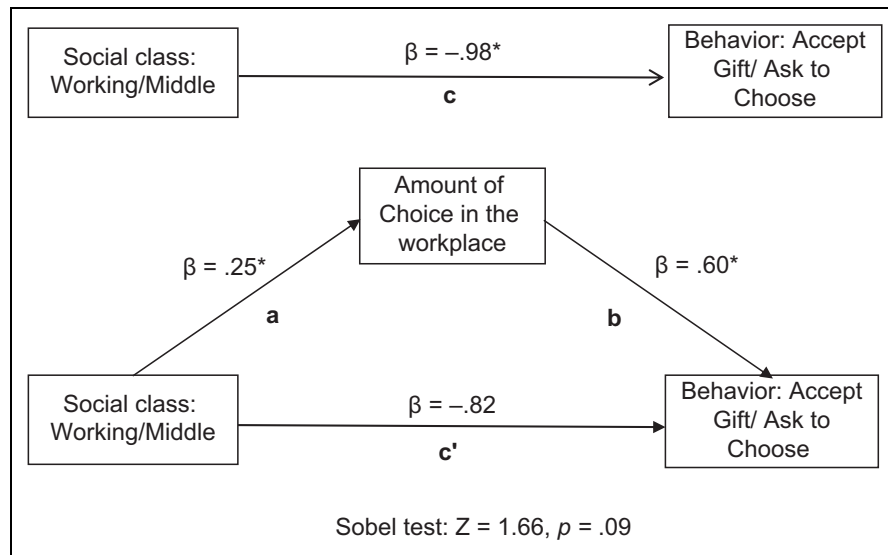 Social class:
Working/Middle
β = –.98*
c
Behavior: Accept
Gift/ Ask to
Choose
Amount of
Choice in the
workplace
β = .25*
a
β = .60*
b
Social class:
Working/Middle
β = –.82
c'
Behavior: Accept
Gift/ Ask to
Choose
Sobel test: Z = 1.66, p = .09